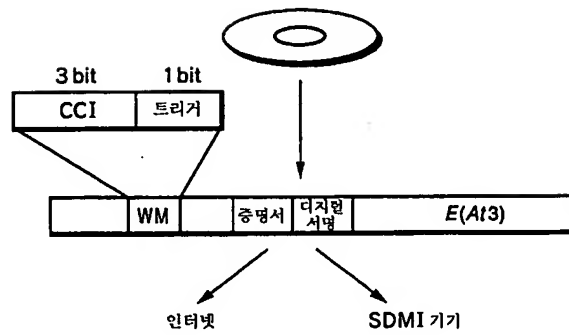 3 bit 1 bit
CCI 트리거
WM 증명서 디지털 서명 E(At3)
인터넷 SDMI 기기